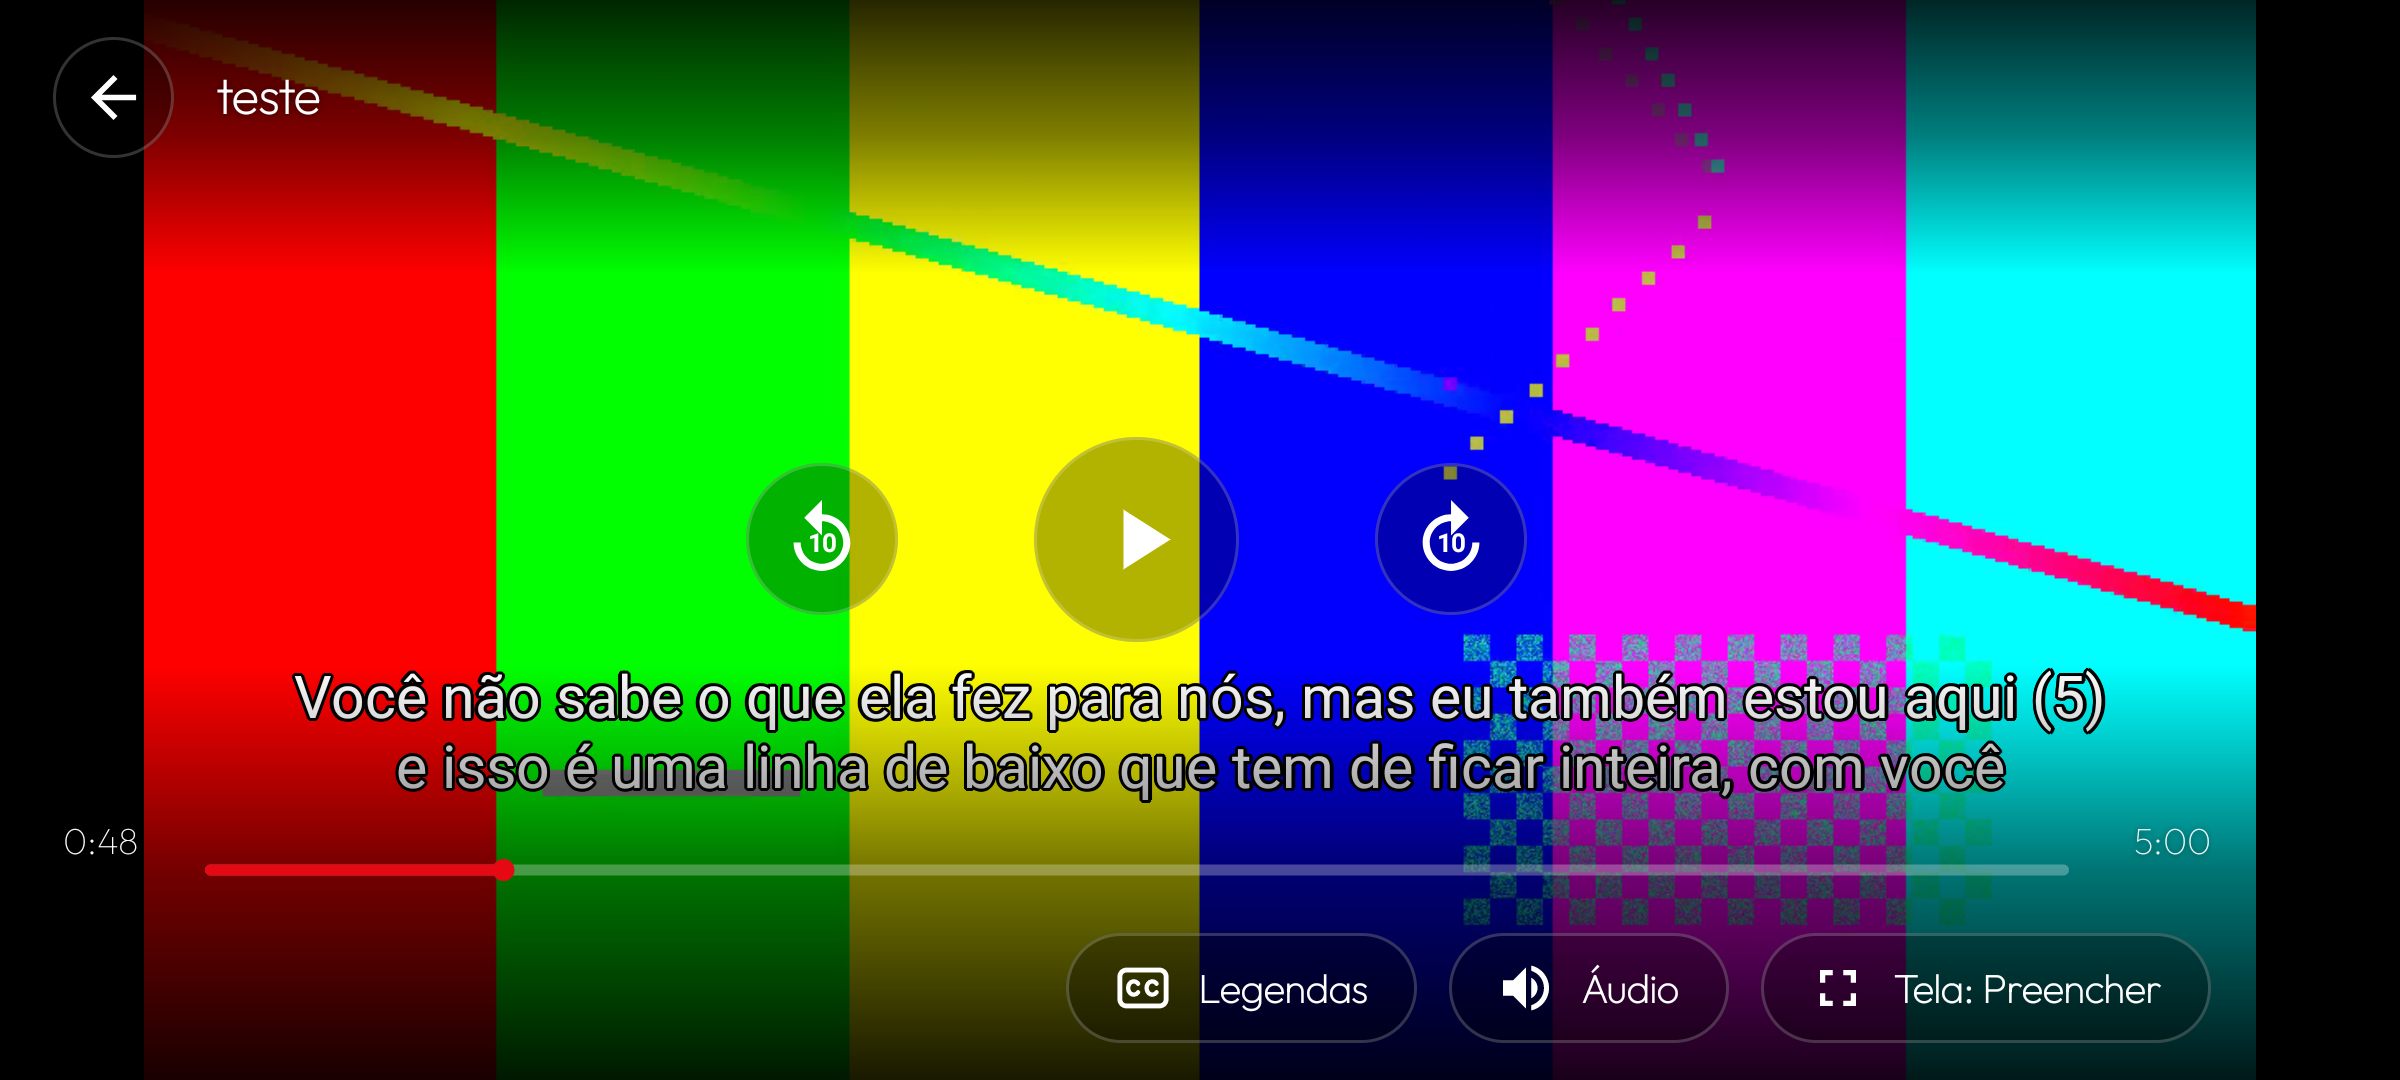 teste
10
10
Você não sabe o que ela fez para nós, mas eu também estou aqui (5)
e isso é uma linha de baixo que tem de ficar inteira, com você
0:48
5:00
CC Legendas
Áudio
Tela: Preencher